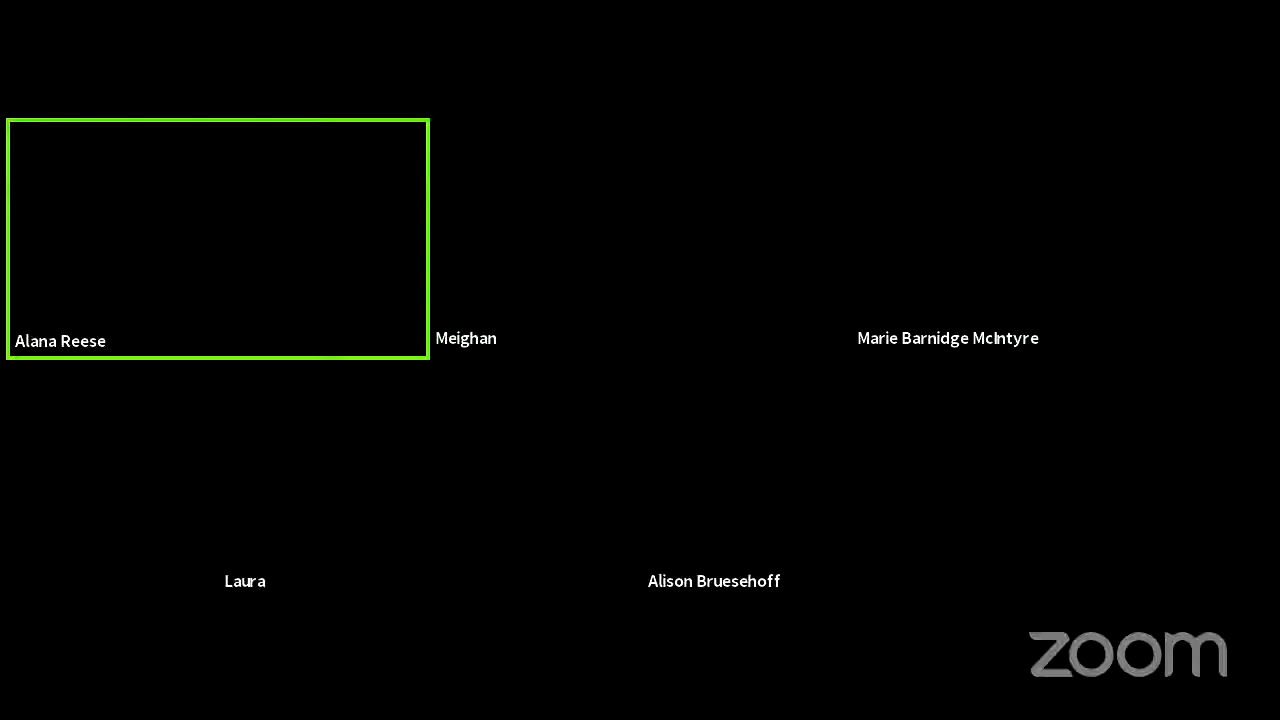 Alana Reese
Meighan
Marie Barnidge McIntyre
Laura
Alison Bruesehoff
zoom